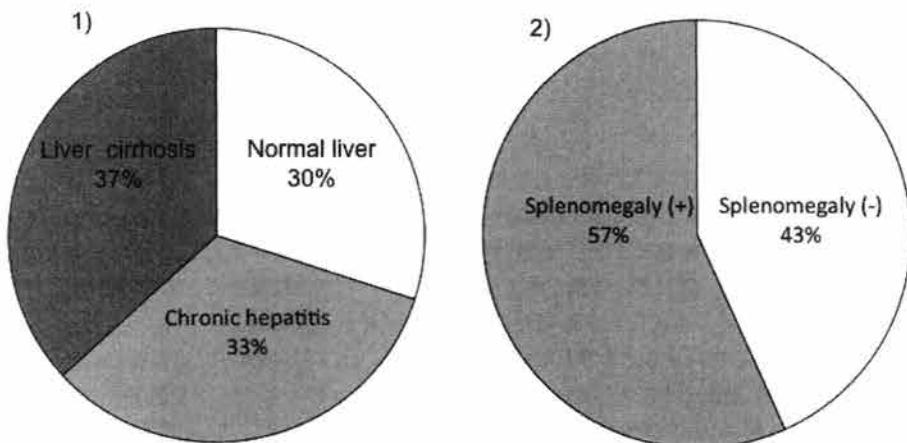 1)
Liver cirrhosis
37%
Normal liver
30%
Chronic hepatitis
33%
2)
Splenomegaly (+)
57%
Splenomegaly (-)
43%